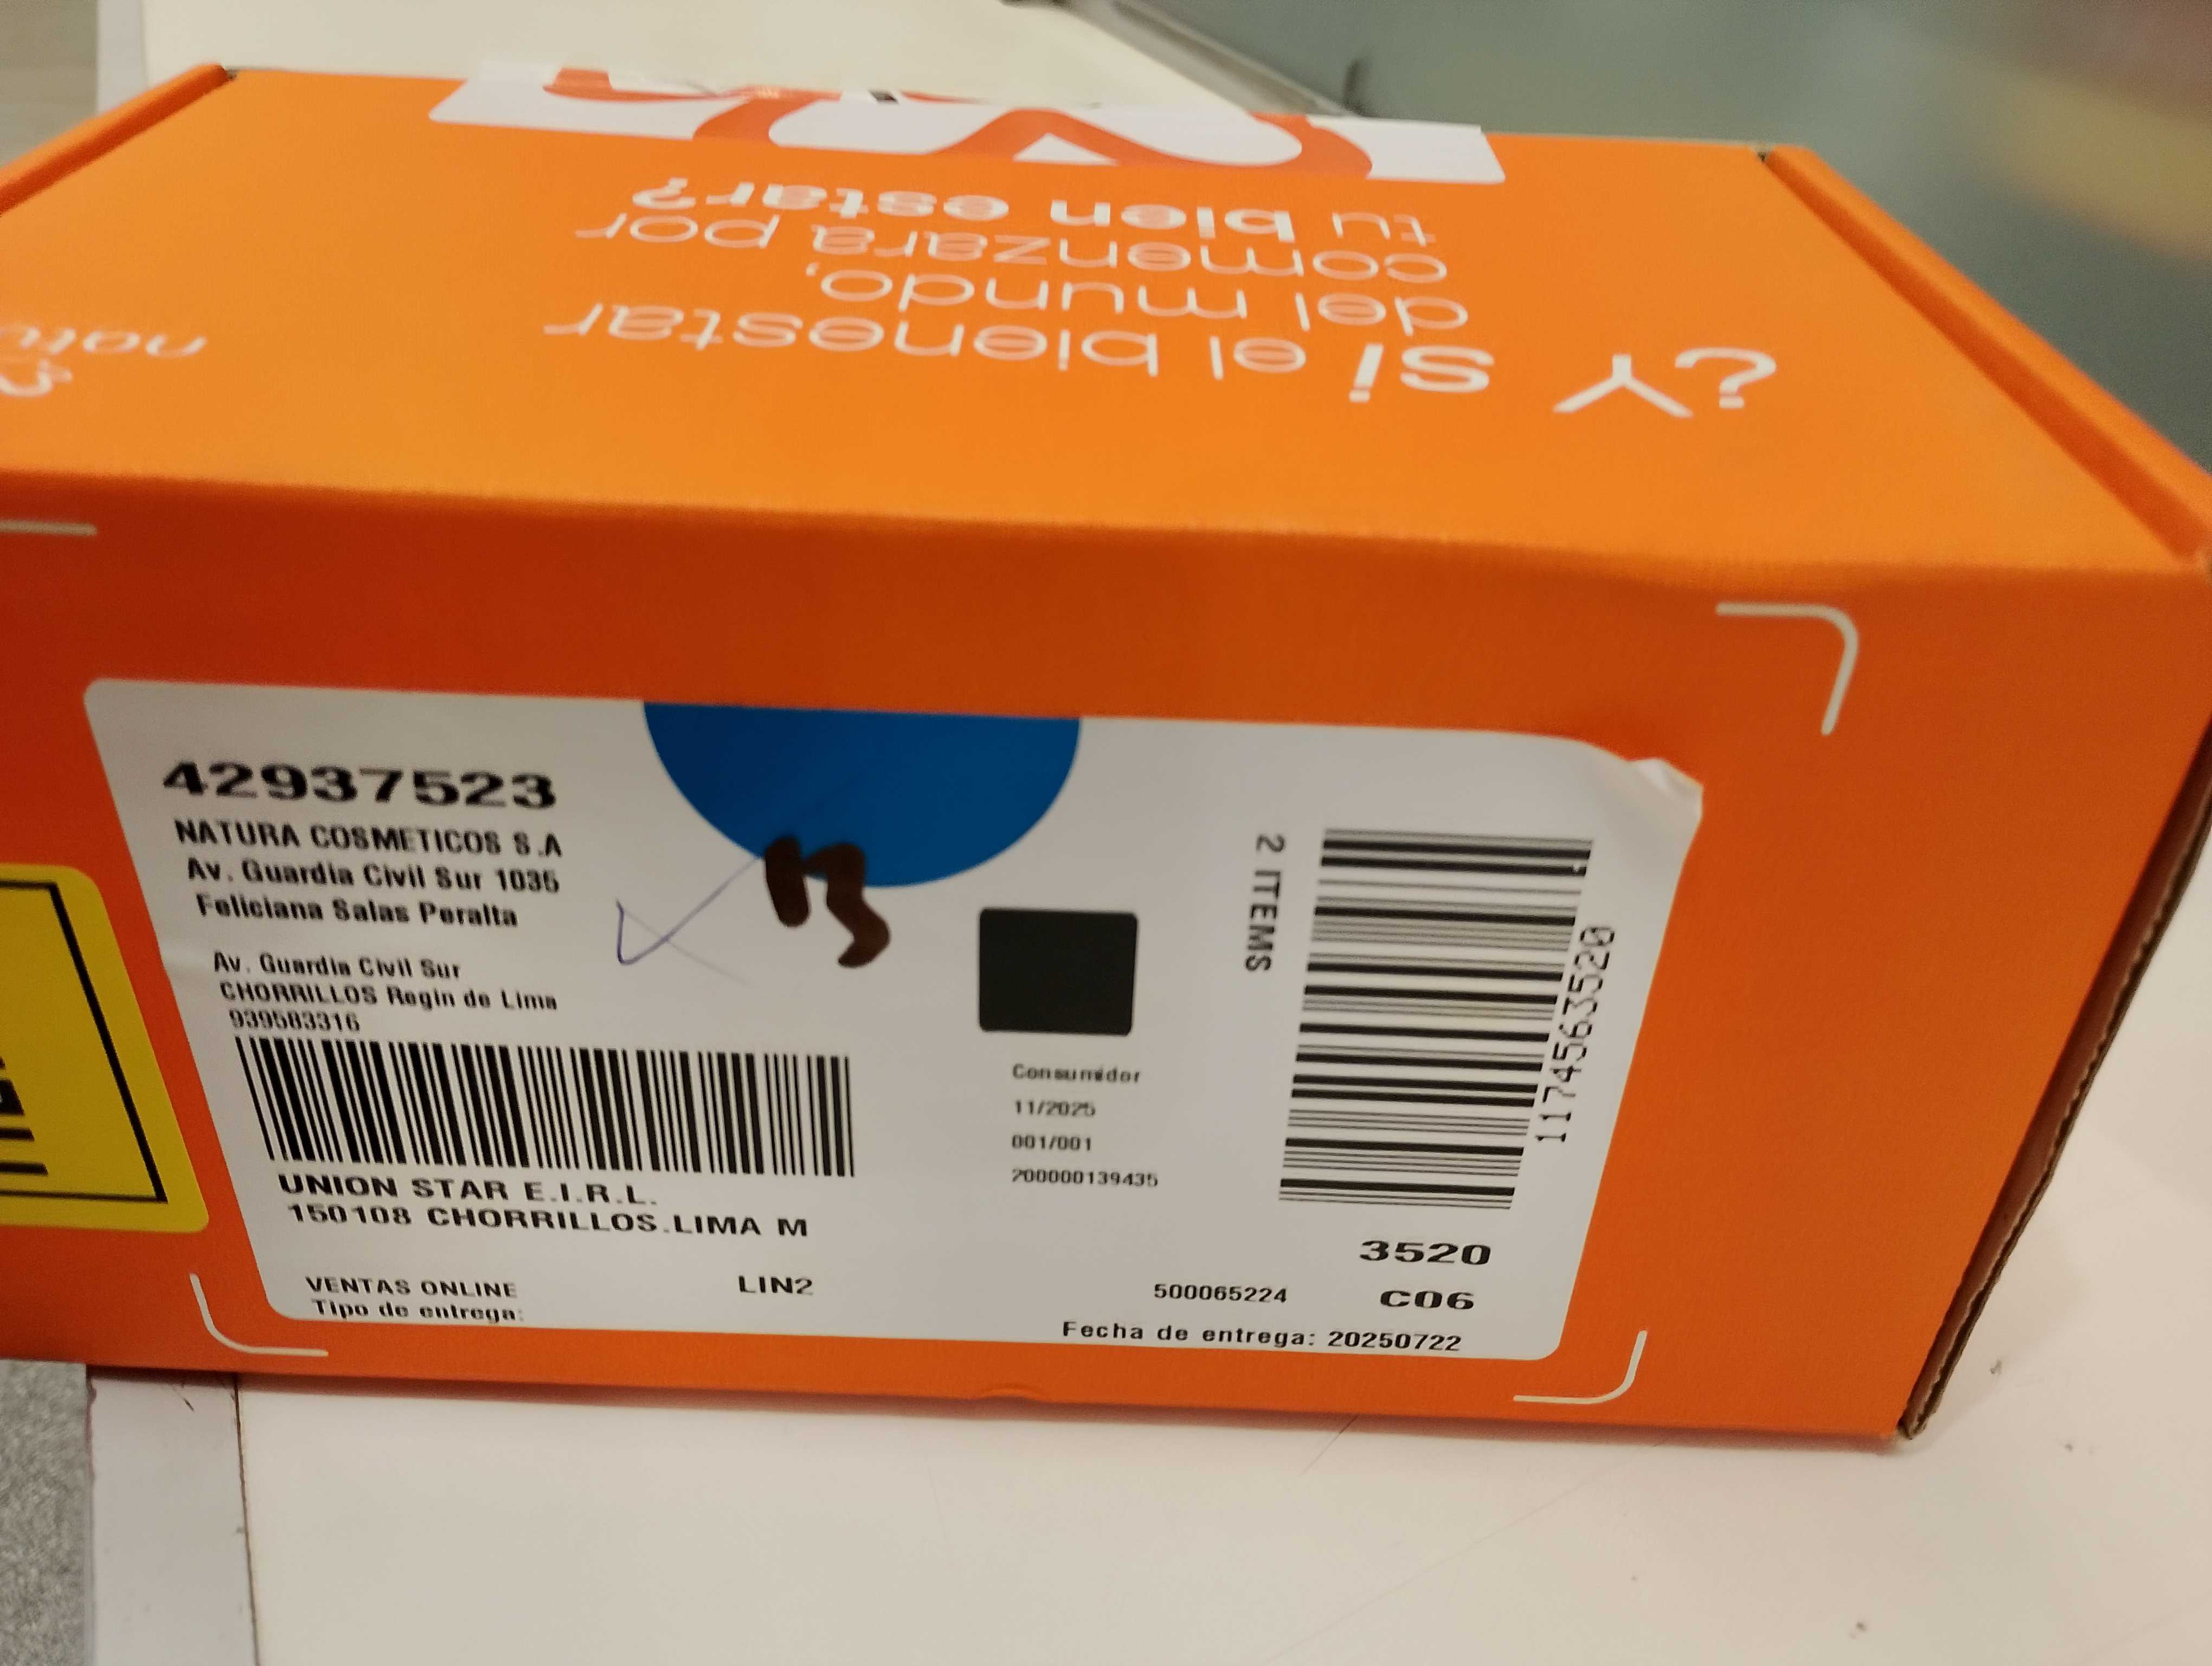 ¿Y si el bienestar
del mundo,
comenzara por
tu bien estar?
42937523
NATURA COSMETICOS S.A
Av. Guardia Civil Sur 1035
Feliciana Salas Peralta
Av. Guardia Civil Sur
CHORRILLOS Regin de Lima
939583316
UNION STAR E.I.R.L.
150108 CHORRILLOS.LIMA M
VENTAS ONLINE
LIN2
Tipo de entrega:
Consumidor
11/2025
001/001
200000139435
2 ITEMS
1174563520
3520
500065224
C06
Fecha de entrega: 20250722